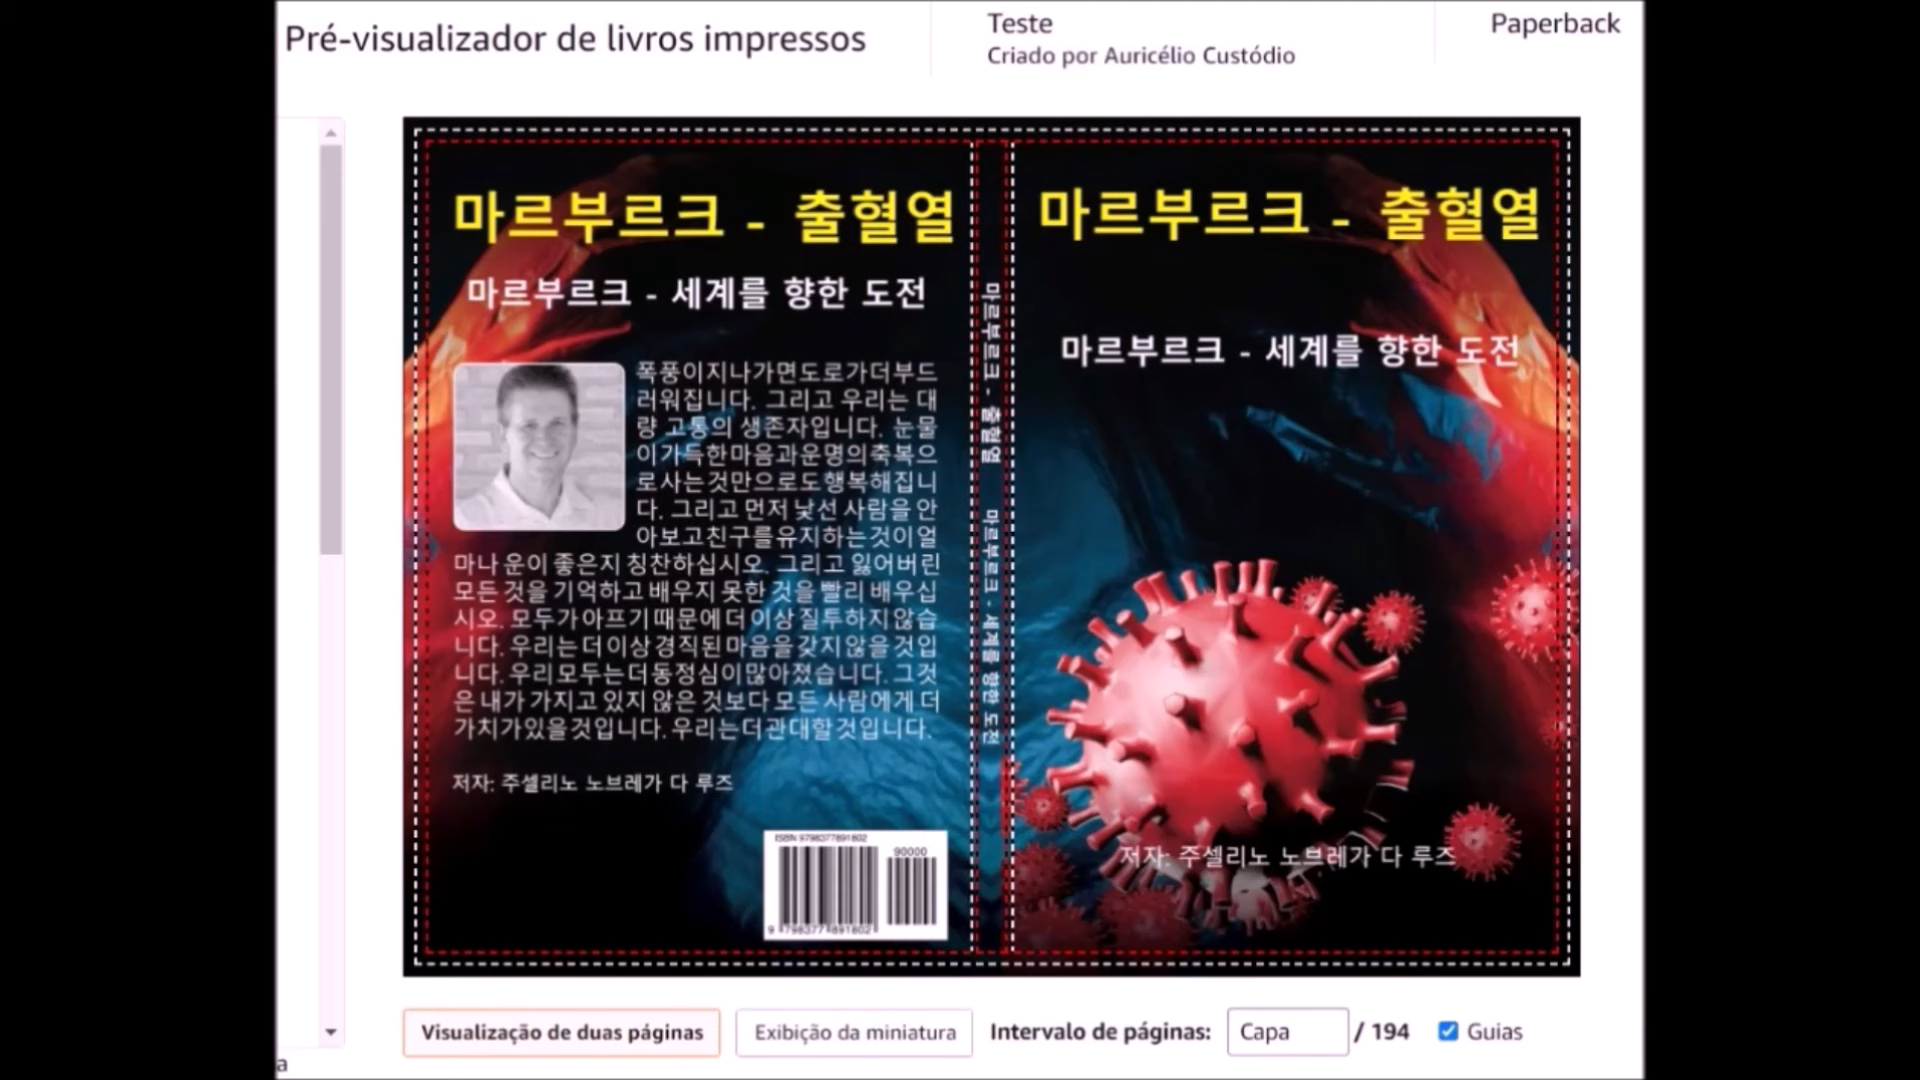 Pré-visualizador de livros impressos
Teste
Criado por Auricélio Custódio
Paperback
마르부르크 - 출혈열
마르부르크 - 세계를 향한 도전
폭풍이지나가면도로가더부드
러워집니다. 그리고 우리는 대
량 고통의 생존자입니다. 눈물
이가득한마음과운명의축복으
로사는것만으로도행복해집니
다. 그리고 먼저 낯선 사람을 안
아보고친구를유지하는것이얼
마나 운이 좋은지 칭찬하십시오. 그리고 잃어버린
모든 것을 기억하고 배우지 못한 것을 빨리 배우십
시오. 모두가아프기때문에더이상질투하지않습
니다. 우리는더이상경직된마음을갖지않을것입
니다. 우리모두는더동정심이많아졌습니다. 그것
은 내가 가지고 있지 않은 것보다 모든 사람에게 더
가치가있을것입니다. 우리는더관대할것입니다.
저자: 주셀리노 노브레가 다 루즈
ISBN 9798377891802
90000
9 798377 891802
마르부르크 - 출혈열
마르부르크 - 세계를 향한 도전
마르부르크 - 출혈열
마르부르크 - 세계를 향한 도전
저자: 주셀리노 노브레가 다 루즈
Visualização de duas páginas
Exibição da miniatura
Intervalo de páginas:
Capa
/ 194
Guias
a